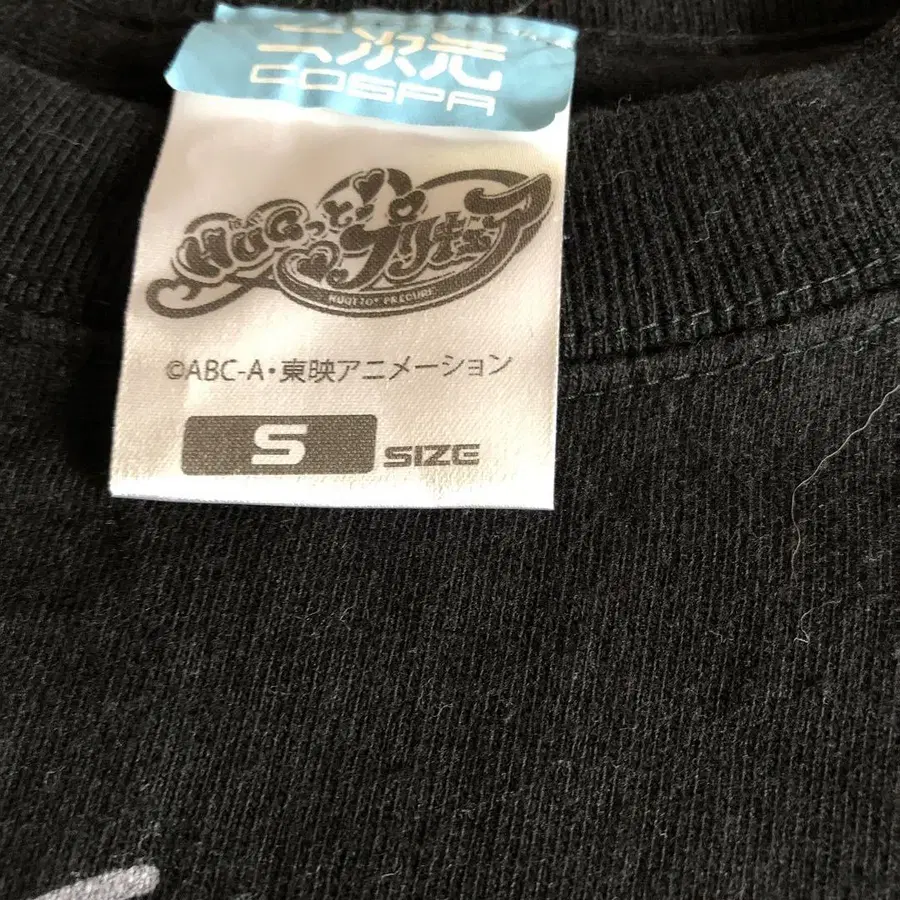 二次元
COSPA
HUGっと!プリキュア
HUGTTO! PRECURE
©ABC-A・東映アニメーション
S SIZE